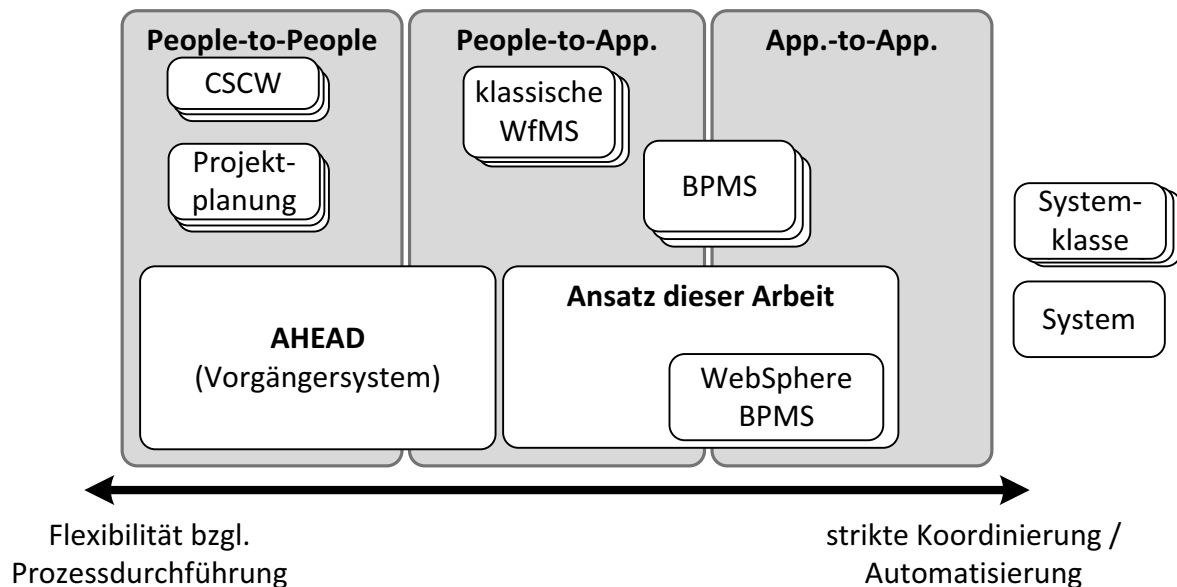 People-to-People
People-to-App.
App.-to-App.
CSCW
klassische
WfMS
Projekt-
planung
BPMS
System-
klasse
Ansatz dieser Arbeit
System
AHEAD
(Vorgängersystem)
WebSphere
BPMS
Flexibilität bzgl.
Prozessdurchführung
strikte Koordinierung /
Automatisierung